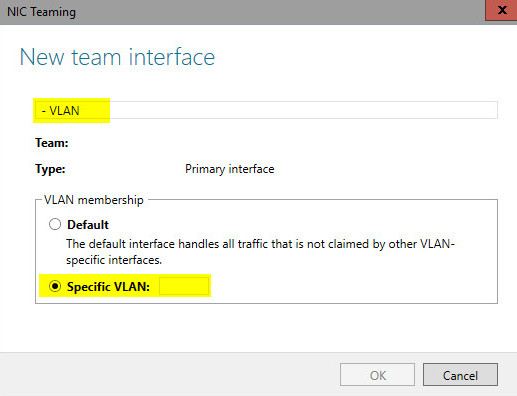 NIC Teaming
X
New team interface
- VLAN
Team:
Type: Primary interface
VLAN membership
Default
The default interface handles all traffic that is not claimed by other VLAN-
specific interfaces.
Specific VLAN:
OK Cancel